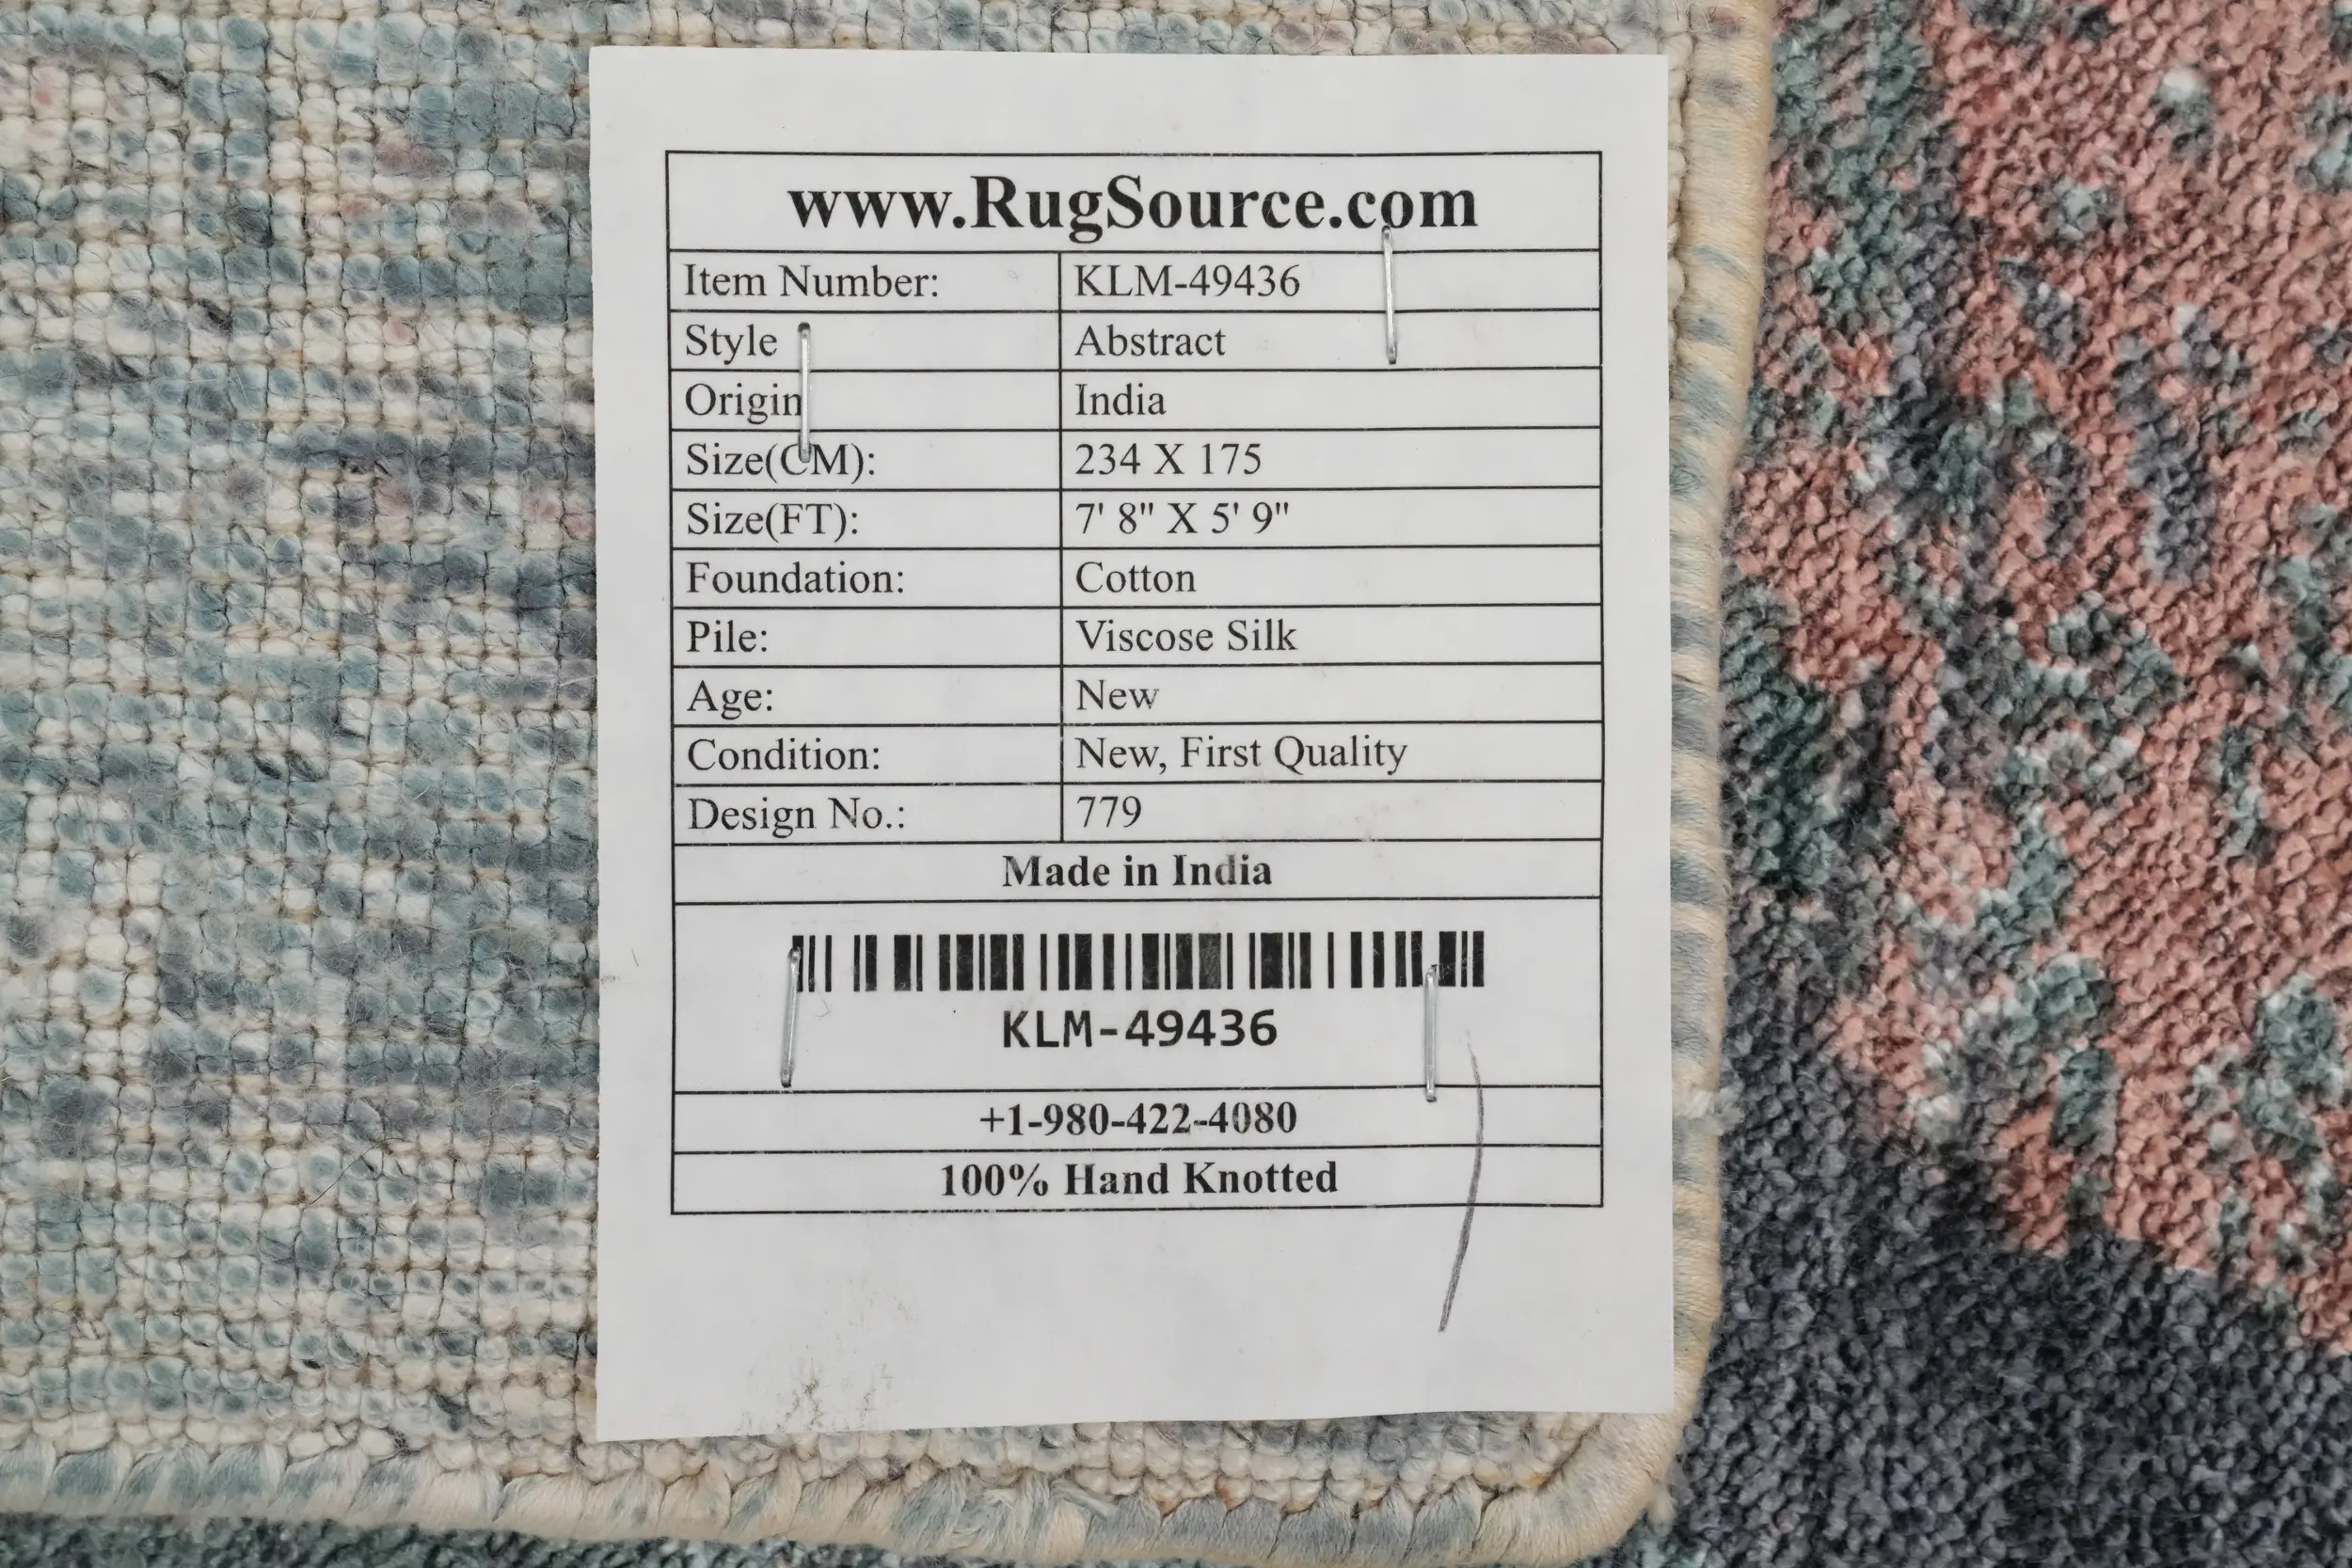 www.RugSource.com
Item Number: KLM-49436
Style Abstract
Origin India
Size(CM): 234 X 175
Size(FT): 7' 8" X 5' 9"
Foundation: Cotton
Pile: Viscose Silk
Age: New
Condition: New, First Quality
Design No.: 779
Made in India
KLM-49436
+1-980-422-4080
100% Hand Knotted